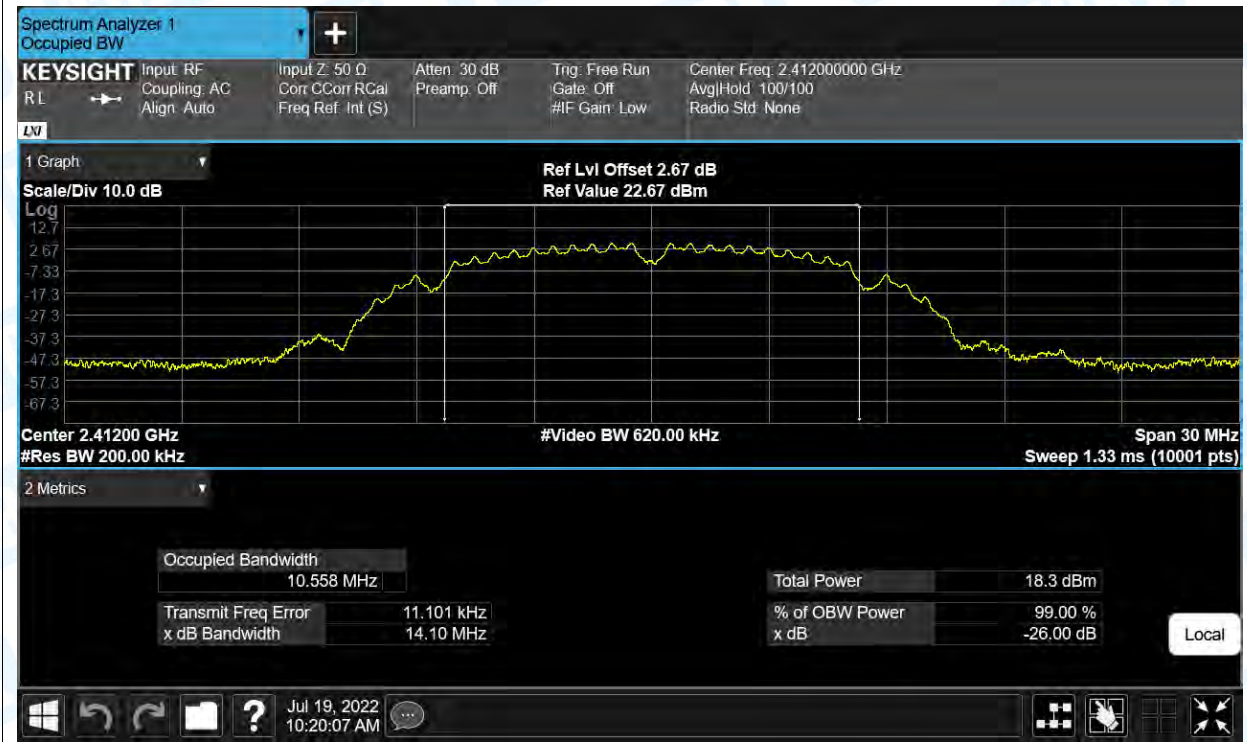 Spectrum Analyzer 1
Occupied BW
+
KEYSIGHT
R L
LXI
Input: RF
Coupling: AC
Align: Auto
Input Z: 50 Ω
Corr CCorr RCal
Freq Ref: Int (S)
Atten: 30 dB
Preamp: Off
Trig: Free Run
Gate: Off
#IF Gain: Low
Center Freq: 2.412000000 GHz
Avg|Hold: 100/100
Radio Std: None
1 Graph
Scale/Div 10.0 dB
Ref Lvl Offset 2.67 dB
Ref Value 22.67 dBm
Log
12.7
2.67
-7.33
-17.3
-27.3
-37.3
-47.3
-57.3
-67.3
Center 2.41200 GHz
#Video BW 620.00 kHz
Span 30 MHz
#Res BW 200.00 kHz
Sweep 1.33 ms (10001 pts)
2 Metrics
Occupied Bandwidth
10.558 MHz
Transmit Freq Error 11.101 kHz
x dB Bandwidth 14.10 MHz
Total Power 18.3 dBm
% of OBW Power 99.00 %
x dB -26.00 dB
Local
?
Jul 19, 2022
10:20:07 AM